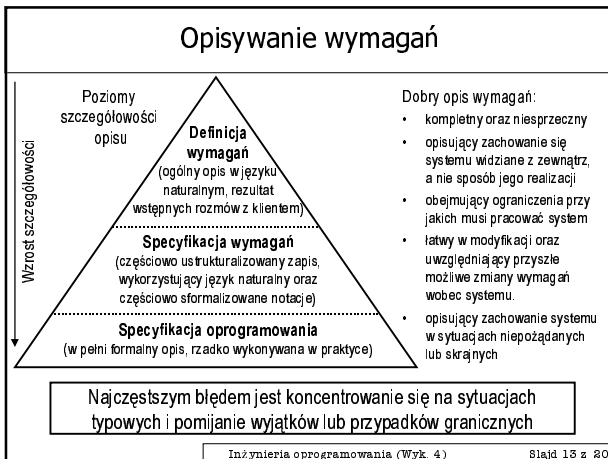 Opisywanie wymagań
Wzrost szczegółowości
Poziomy
szczegółowości
opisu
Definicja
wymagań
(ogólny opis w języku
naturalnym, rezultat
wstępnych rozmów z klientem)
Specyfikacja wymagań
(częściowo ustrukturalizowany zapis,
wykorzystujący język naturalny oraz
częściowo sformalizowane notacje)
Specyfikacja oprogramowania
(w pełni formalny opis, rzadko wykonywana w praktyce)
Dobry opis wymagań:
• kompletny oraz niesprzeczny
• opisujący zachowanie się
systemu widziane z zewnątrz,
a nie sposób jego realizacji
• obejmujący ograniczenia przy
jakich musi pracować system
• łatwy w modyfikacji oraz
uwzględniający przyszłe
możliwe zmiany wymagań
wobec systemu.
• opisujący zachowanie systemu
w sytuacjach niepożądanych
lub skrajnych
Najczęstszym błędem jest koncentrowanie się na sytuacjach
typowych i pomijanie wyjątków lub przypadków granicznych
Inżynieria oprogramowania (Wyk. 4) Slajd 13 z 20